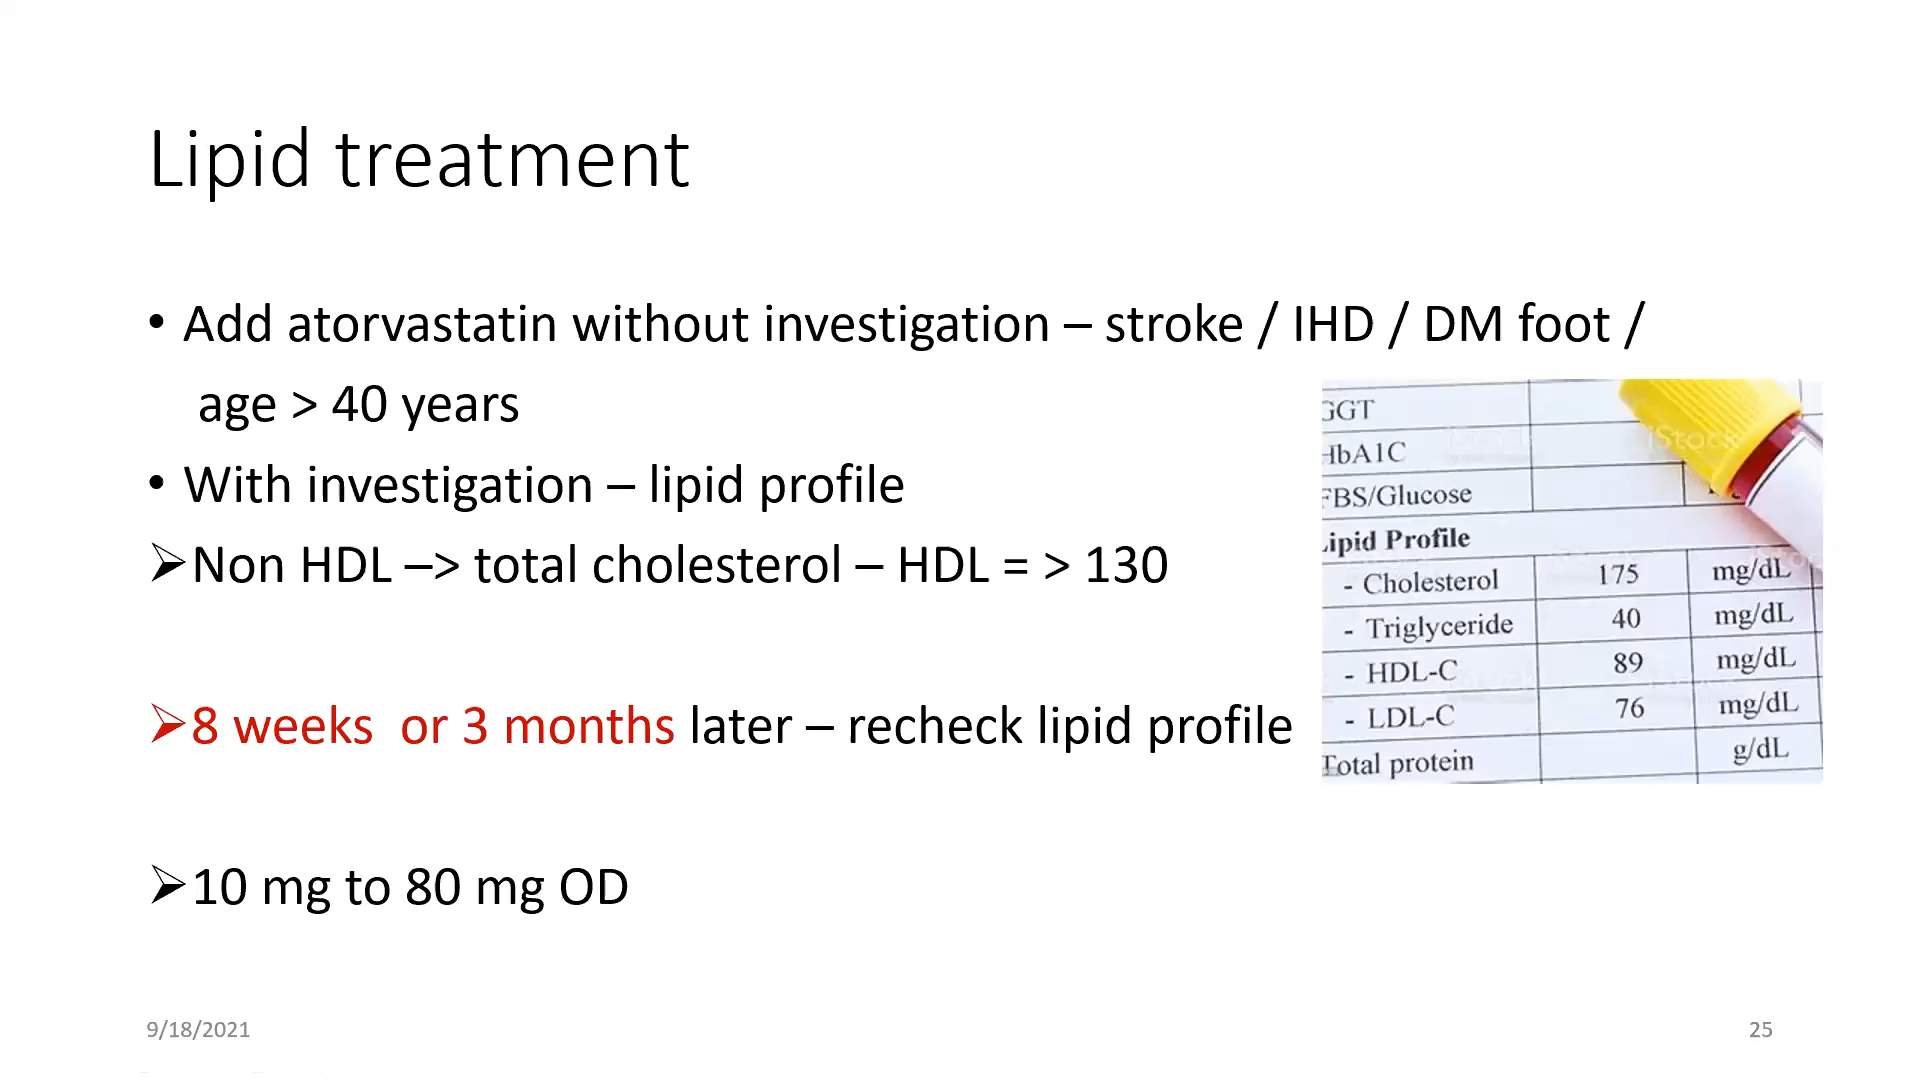 Lipid treatment
• Add atorvastatin without investigation – stroke / IHD / DM foot /
age > 40 years
• With investigation – lipid profile
➢Non HDL –> total cholesterol – HDL = > 130
➢8 weeks  or 3 months later – recheck lipid profile
➢10 mg to 80 mg OD
GGT
HbA1C
FBS/Glucose
Lipid Profile
- Cholesterol 175 mg/dL
- Triglyceride 40 mg/dL
- HDL-C 89 mg/dL
- LDL-C 76 mg/dL
Total protein g/dL
iStock
9/18/2021
25